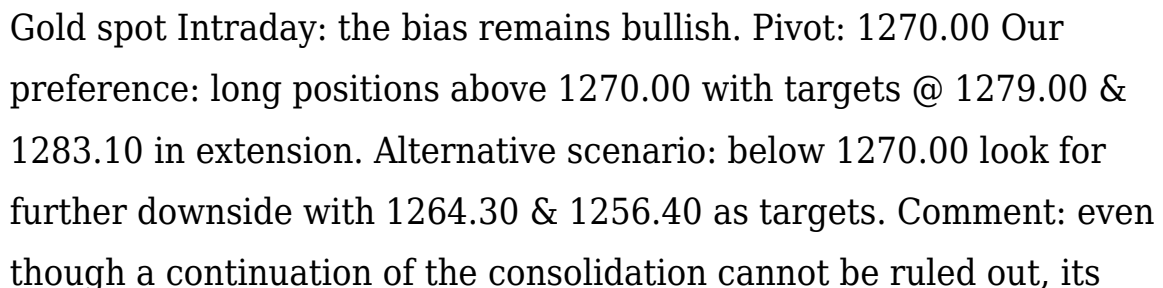 Gold spot Intraday: the bias remains bullish. Pivot: 1270.00 Our
preference: long positions above 1270.00 with targets @ 1279.00 &
1283.10 in extension. Alternative scenario: below 1270.00 look for
further downside with 1264.30 & 1256.40 as targets. Comment: even
though a continuation of the consolidation cannot be ruled out, its